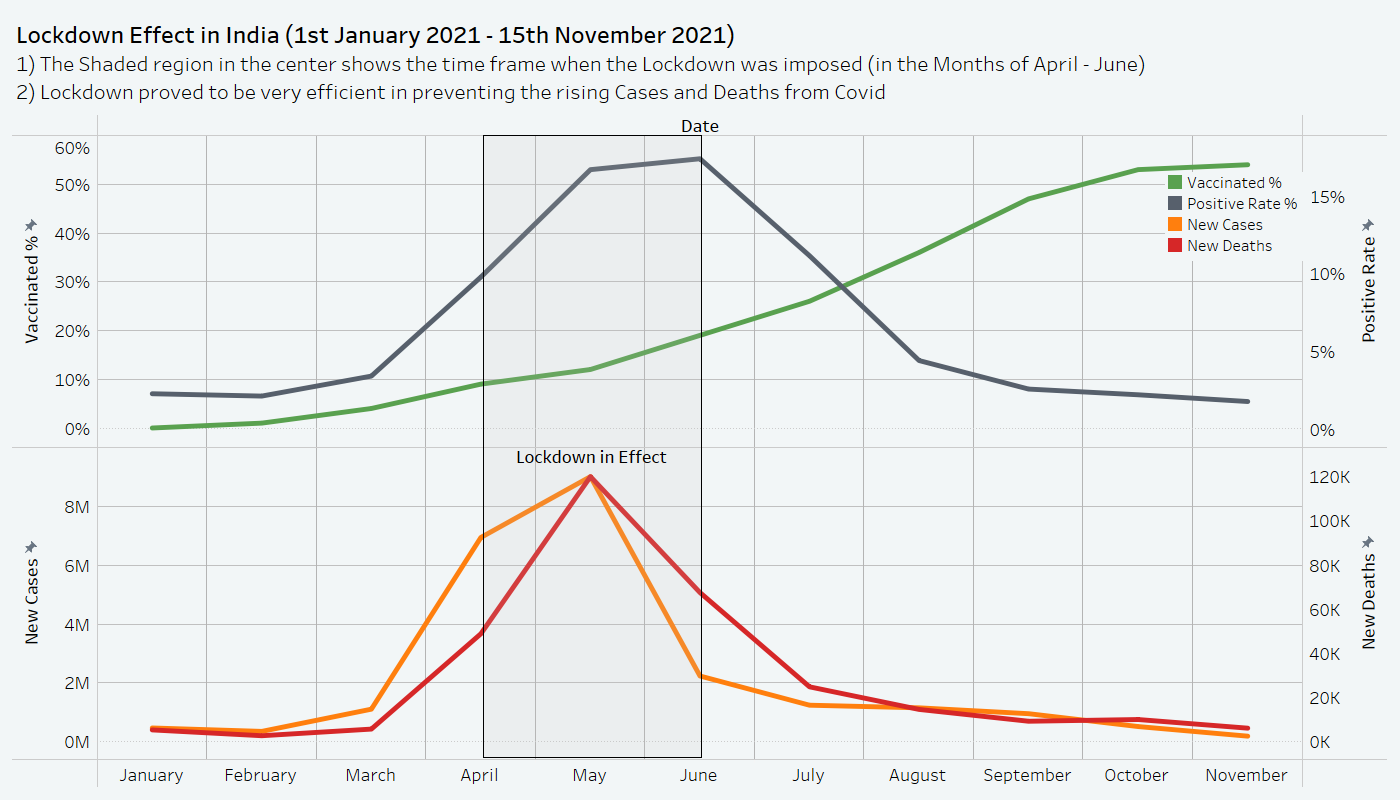 Lockdown Effect in India (1st January 2021 - 15th November 2021)
1) The Shaded region in the center shows the time frame when the Lockdown was imposed (in the Months of April - June)
2) Lockdown proved to be very efficient in preventing the rising Cases and Deaths from Covid
Date
60%
50%
40%
30%
20%
10%
0%
Vaccinated %
Vaccinated %
Positive Rate %
New Cases
New Deaths
15%
10%
5%
0%
Positive Rate
Lockdown in Effect
8M
6M
4M
2M
0M
New Cases
120K
100K
80K
60K
40K
20K
0K
New Deaths
January February March April May June July August September October November